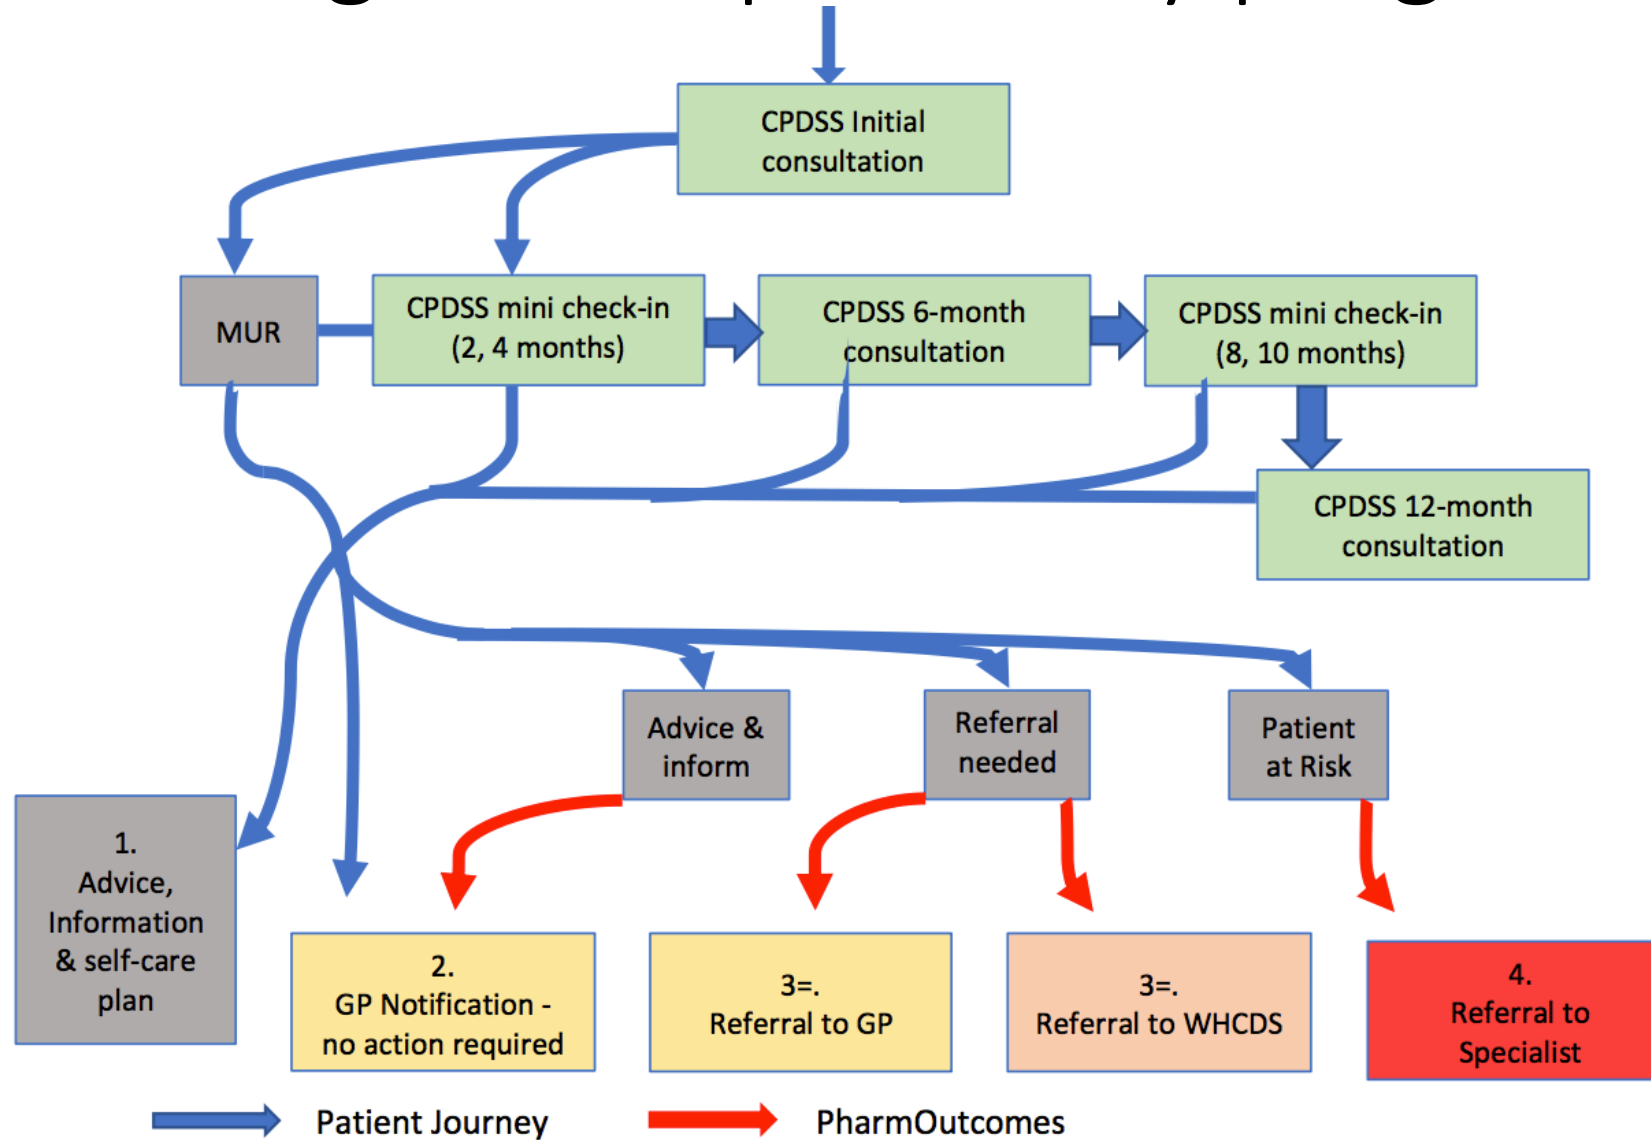 CPDSS Initial
consultation
MUR
CPDSS mini check-in
(2, 4 months)
CPDSS 6-month
consultation
CPDSS mini check-in
(8, 10 months)
CPDSS 12-month
consultation
Advice &
inform
Referral
needed
Patient
at Risk
1.
Advice,
Information
& self-care
plan
2.
GP Notification -
no action required
3=.
Referral to GP
3=.
Referral to WHCDS
4.
Referral to
Specialist
Patient Journey
PharmOutcomes